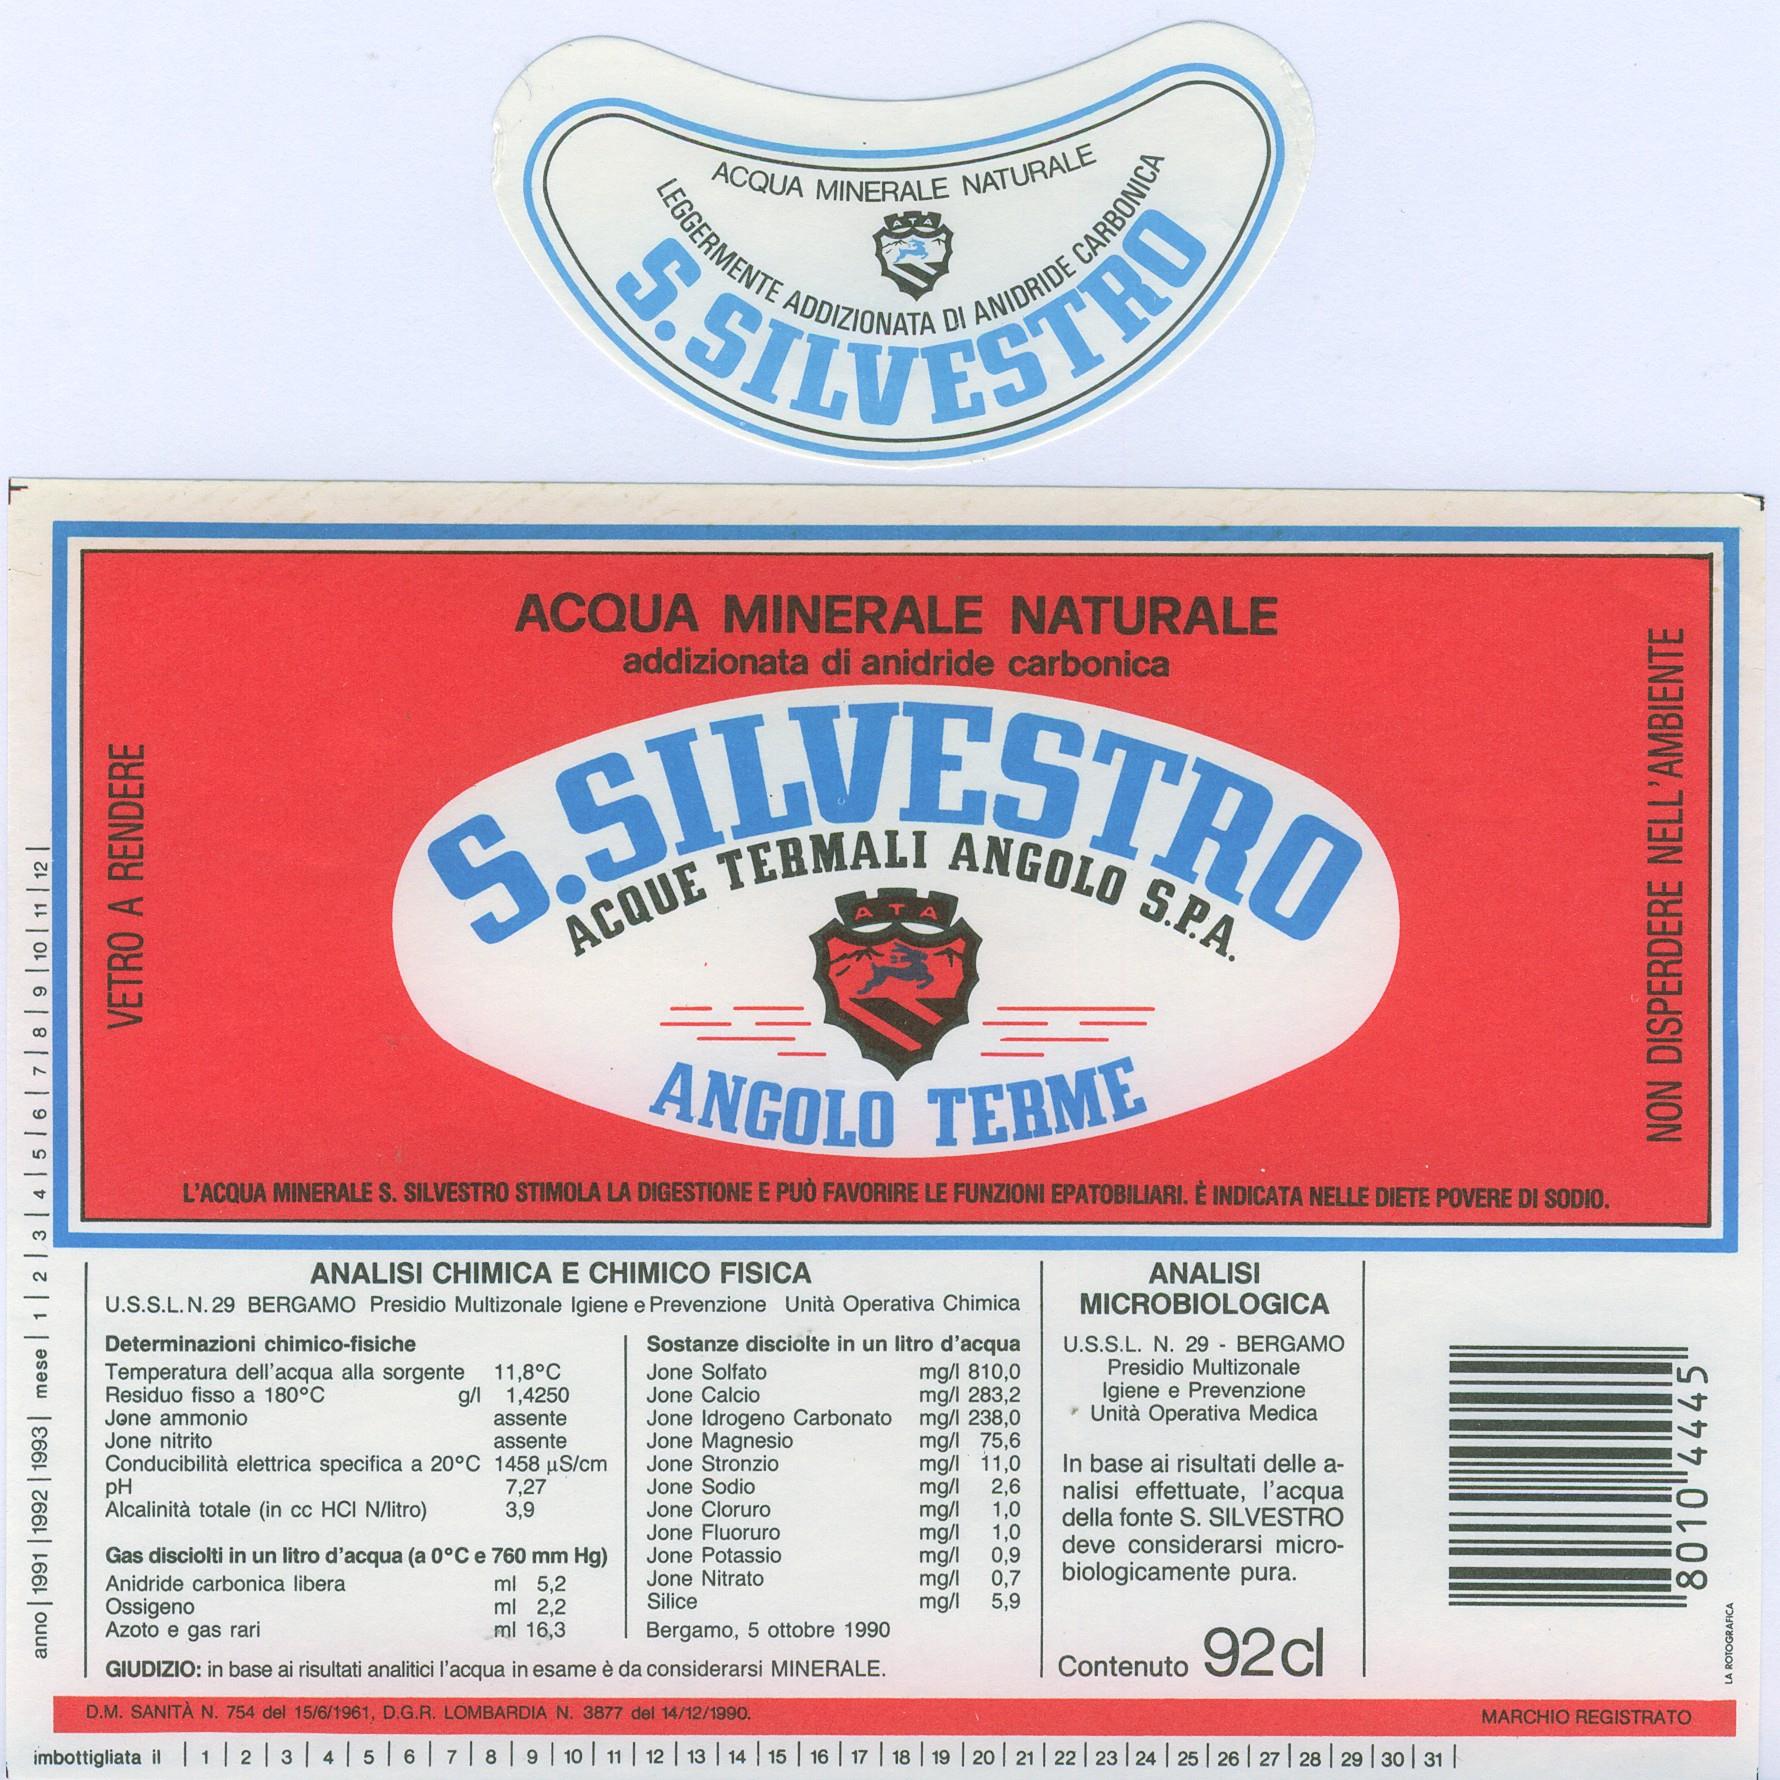 ACQUA MINERALE NATURALE
ATA
LEGGERMENTE ADDIZIONATA DI ANIDRIDE CARBONICA
S. SILVESTRO
ACQUA MINERALE NATURALE
addizionata di anidride carbonica
S. SILVESTRO
ACQUE TERMALI ANGOLO S.P.A.
ATA
ANGOLO TERME
VETRO A RENDERE
NON DISPERDERE NELL'AMBIENTE
L'ACQUA MINERALE S. SILVESTRO STIMOLA LA DIGESTIONE E PUÒ FAVORIRE LE FUNZIONI EPATOBILIARI. È INDICATA NELLE DIETE POVERE DI SODIO.
anno | 1991 | 1992 | 1993 | mese | 1 | 2 | 3 | 4 | 5 | 6 | 7 | 8 | 9 | 10 | 11 | 12 |
ANALISI CHIMICA E CHIMICO FISICA
U.S.S.L. N. 29 BERGAMO Presidio Multizonale Igiene e Prevenzione Unità Operativa Chimica
Determinazioni chimico-fisiche
Temperatura dell'acqua alla sorgente 11,8°C
Residuo fisso a 180°C g/l 1,4250
Jone ammonio assente
Jone nitrito assente
Conducibilità elettrica specifica a 20°C 1458 µS/cm
pH 7,27
Alcalinità totale (in cc HCl N/litro) 3,9
Gas disciolti in un litro d'acqua (a 0°C e 760 mm Hg)
Anidride carbonica libera ml 5,2
Ossigeno ml 2,2
Azoto e gas rari ml 16,3
Sostanze disciolte in un litro d'acqua
Jone Solfato mg/l 810,0
Jone Calcio mg/l 283,2
Jone Idrogeno Carbonato mg/l 238,0
Jone Magnesio mg/l 75,6
Jone Stronzio mg/l 11,0
Jone Sodio mg/l 2,6
Jone Cloruro mg/l 1,0
Jone Fluoruro mg/l 1,0
Jone Potassio mg/l 0,9
Jone Nitrato mg/l 0,7
Silice mg/l 5,9
Bergamo, 5 ottobre 1990
GIUDIZIO: in base ai risultati analitici l'acqua in esame è da considerarsi MINERALE.
ANALISI
MICROBIOLOGICA
U.S.S.L. N. 29 - BERGAMO
Presidio Multizonale
Igiene e Prevenzione
Unità Operativa Medica
In base ai risultati delle a-
nalisi effettuate, l'acqua
della fonte S. SILVESTRO
deve considerarsi micro-
biologicamente pura.
Contenuto 92cl
8010 4445
LA ROTOGRAFICA
D.M. SANITÀ N. 754 del 15/6/1961, D.G.R. LOMBARDIA N. 3877 del 14/12/1990.
MARCHIO REGISTRATO
imbottigliata il | 1 | 2 | 3 | 4 | 5 | 6 | 7 | 8 | 9 | 10 | 11 | 12 | 13 | 14 | 15 | 16 | 17 | 18 | 19 | 20 | 21 | 22 | 23 | 24 | 25 | 26 | 27 | 28 | 29 | 30 | 31 |